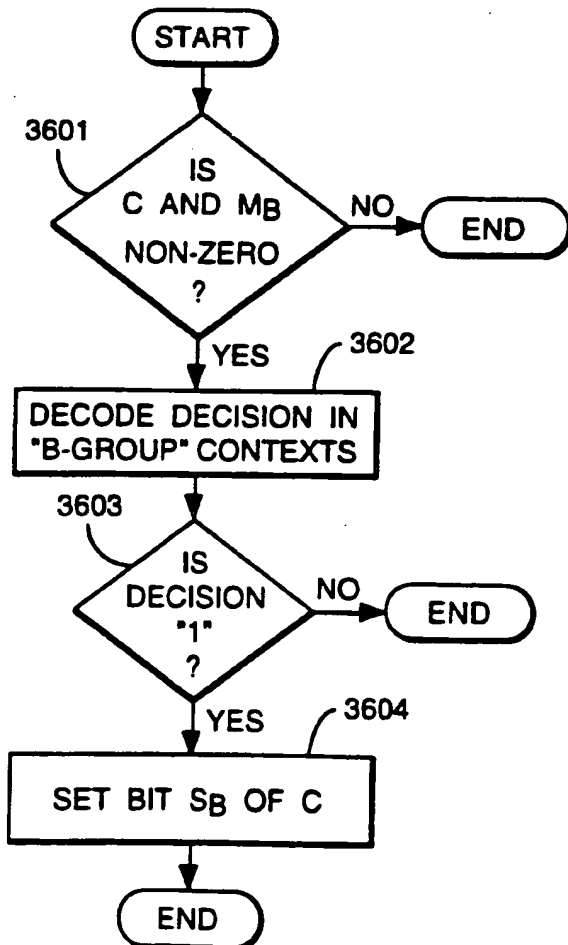 START
3601
IS
C AND MB
NON-ZERO
?
NO
END
YES
3602
DECODE DECISION IN
"B-GROUP" CONTEXTS
3603
IS
DECISION
"1"
?
NO
END
YES
3604
SET BIT SB OF C
END